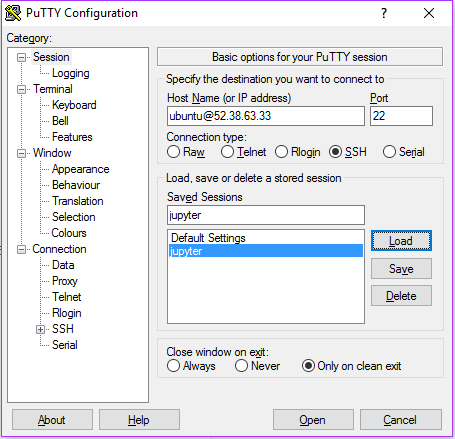 PuTTY Configuration
?
Category:
Session
Logging
Terminal
Keyboard
Bell
Features
Window
Appearance
Behaviour
Translation
Selection
Colours
Connection
Data
Proxy
Telnet
Rlogin
SSH
Serial
Basic options for your PuTTY session
Specify the destination you want to connect to
Host Name (or IP address) Port
ubuntu@52.38.63.33 22
Connection type:
Raw Telnet Rlogin SSH Serial
Load, save or delete a stored session
Saved Sessions
jupyter
Default Settings
jupyter
Load
Save
Delete
Close window on exit:
Always Never Only on clean exit
About Help Open Cancel